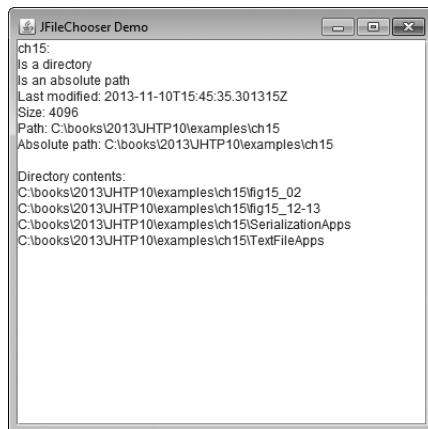 JFileChooser Demo
ch15:
Is a directory
Is an absolute path
Last modified: 2013-11-10T15:45:35.301315Z
Size: 4096
Path: C:\books\2013\JHTP10\examples\ch15
Absolute path: C:\books\2013\JHTP10\examples\ch15
Directory contents:
C:\books\2013\JHTP10\examples\ch15\fig15_02
C:\books\2013\JHTP10\examples\ch15\fig15_12-13
C:\books\2013\JHTP10\examples\ch15\SerializationApps
C:\books\2013\JHTP10\examples\ch15\TextFileApps